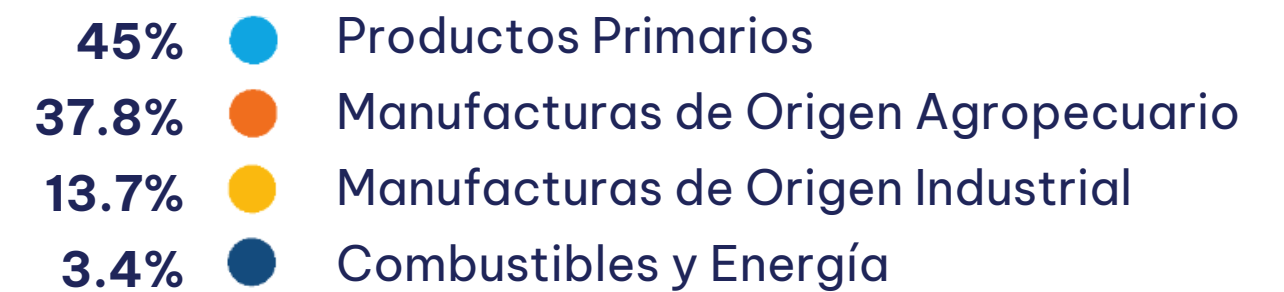 45% Productos Primarios
37.8% Manufacturas de Origen Agropecuario
13.7% Manufacturas de Origen Industrial
3.4% Combustibles y Energía